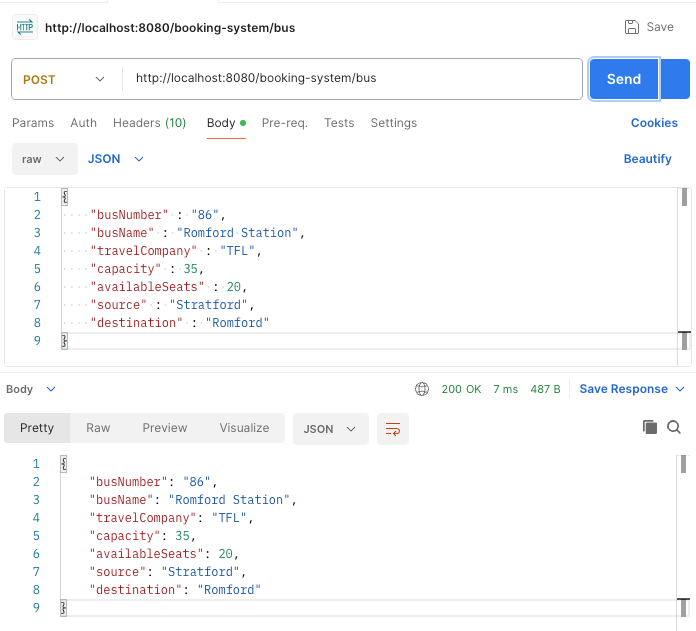 HTTP http://localhost:8080/booking-system/bus Save
POST http://localhost:8080/booking-system/bus Send
Params Auth Headers (10) Body Pre-req. Tests Settings Cookies
raw JSON Beautify
1 {
2 "busNumber" : "86",
3 "busName" : "Romford Station",
4 "travelCompany" : "TFL",
5 "capacity" : 35,
6 "availableSeats" : 20,
7 "source" : "Stratford",
8 "destination" : "Romford"
9 }
Body 200 OK 7 ms 487 B Save Response
Pretty Raw Preview Visualize JSON
1 {
2 "busNumber": "86",
3 "busName": "Romford Station",
4 "travelCompany": "TFL",
5 "capacity": 35,
6 "availableSeats": 20,
7 "source": "Stratford",
8 "destination": "Romford"
9 }